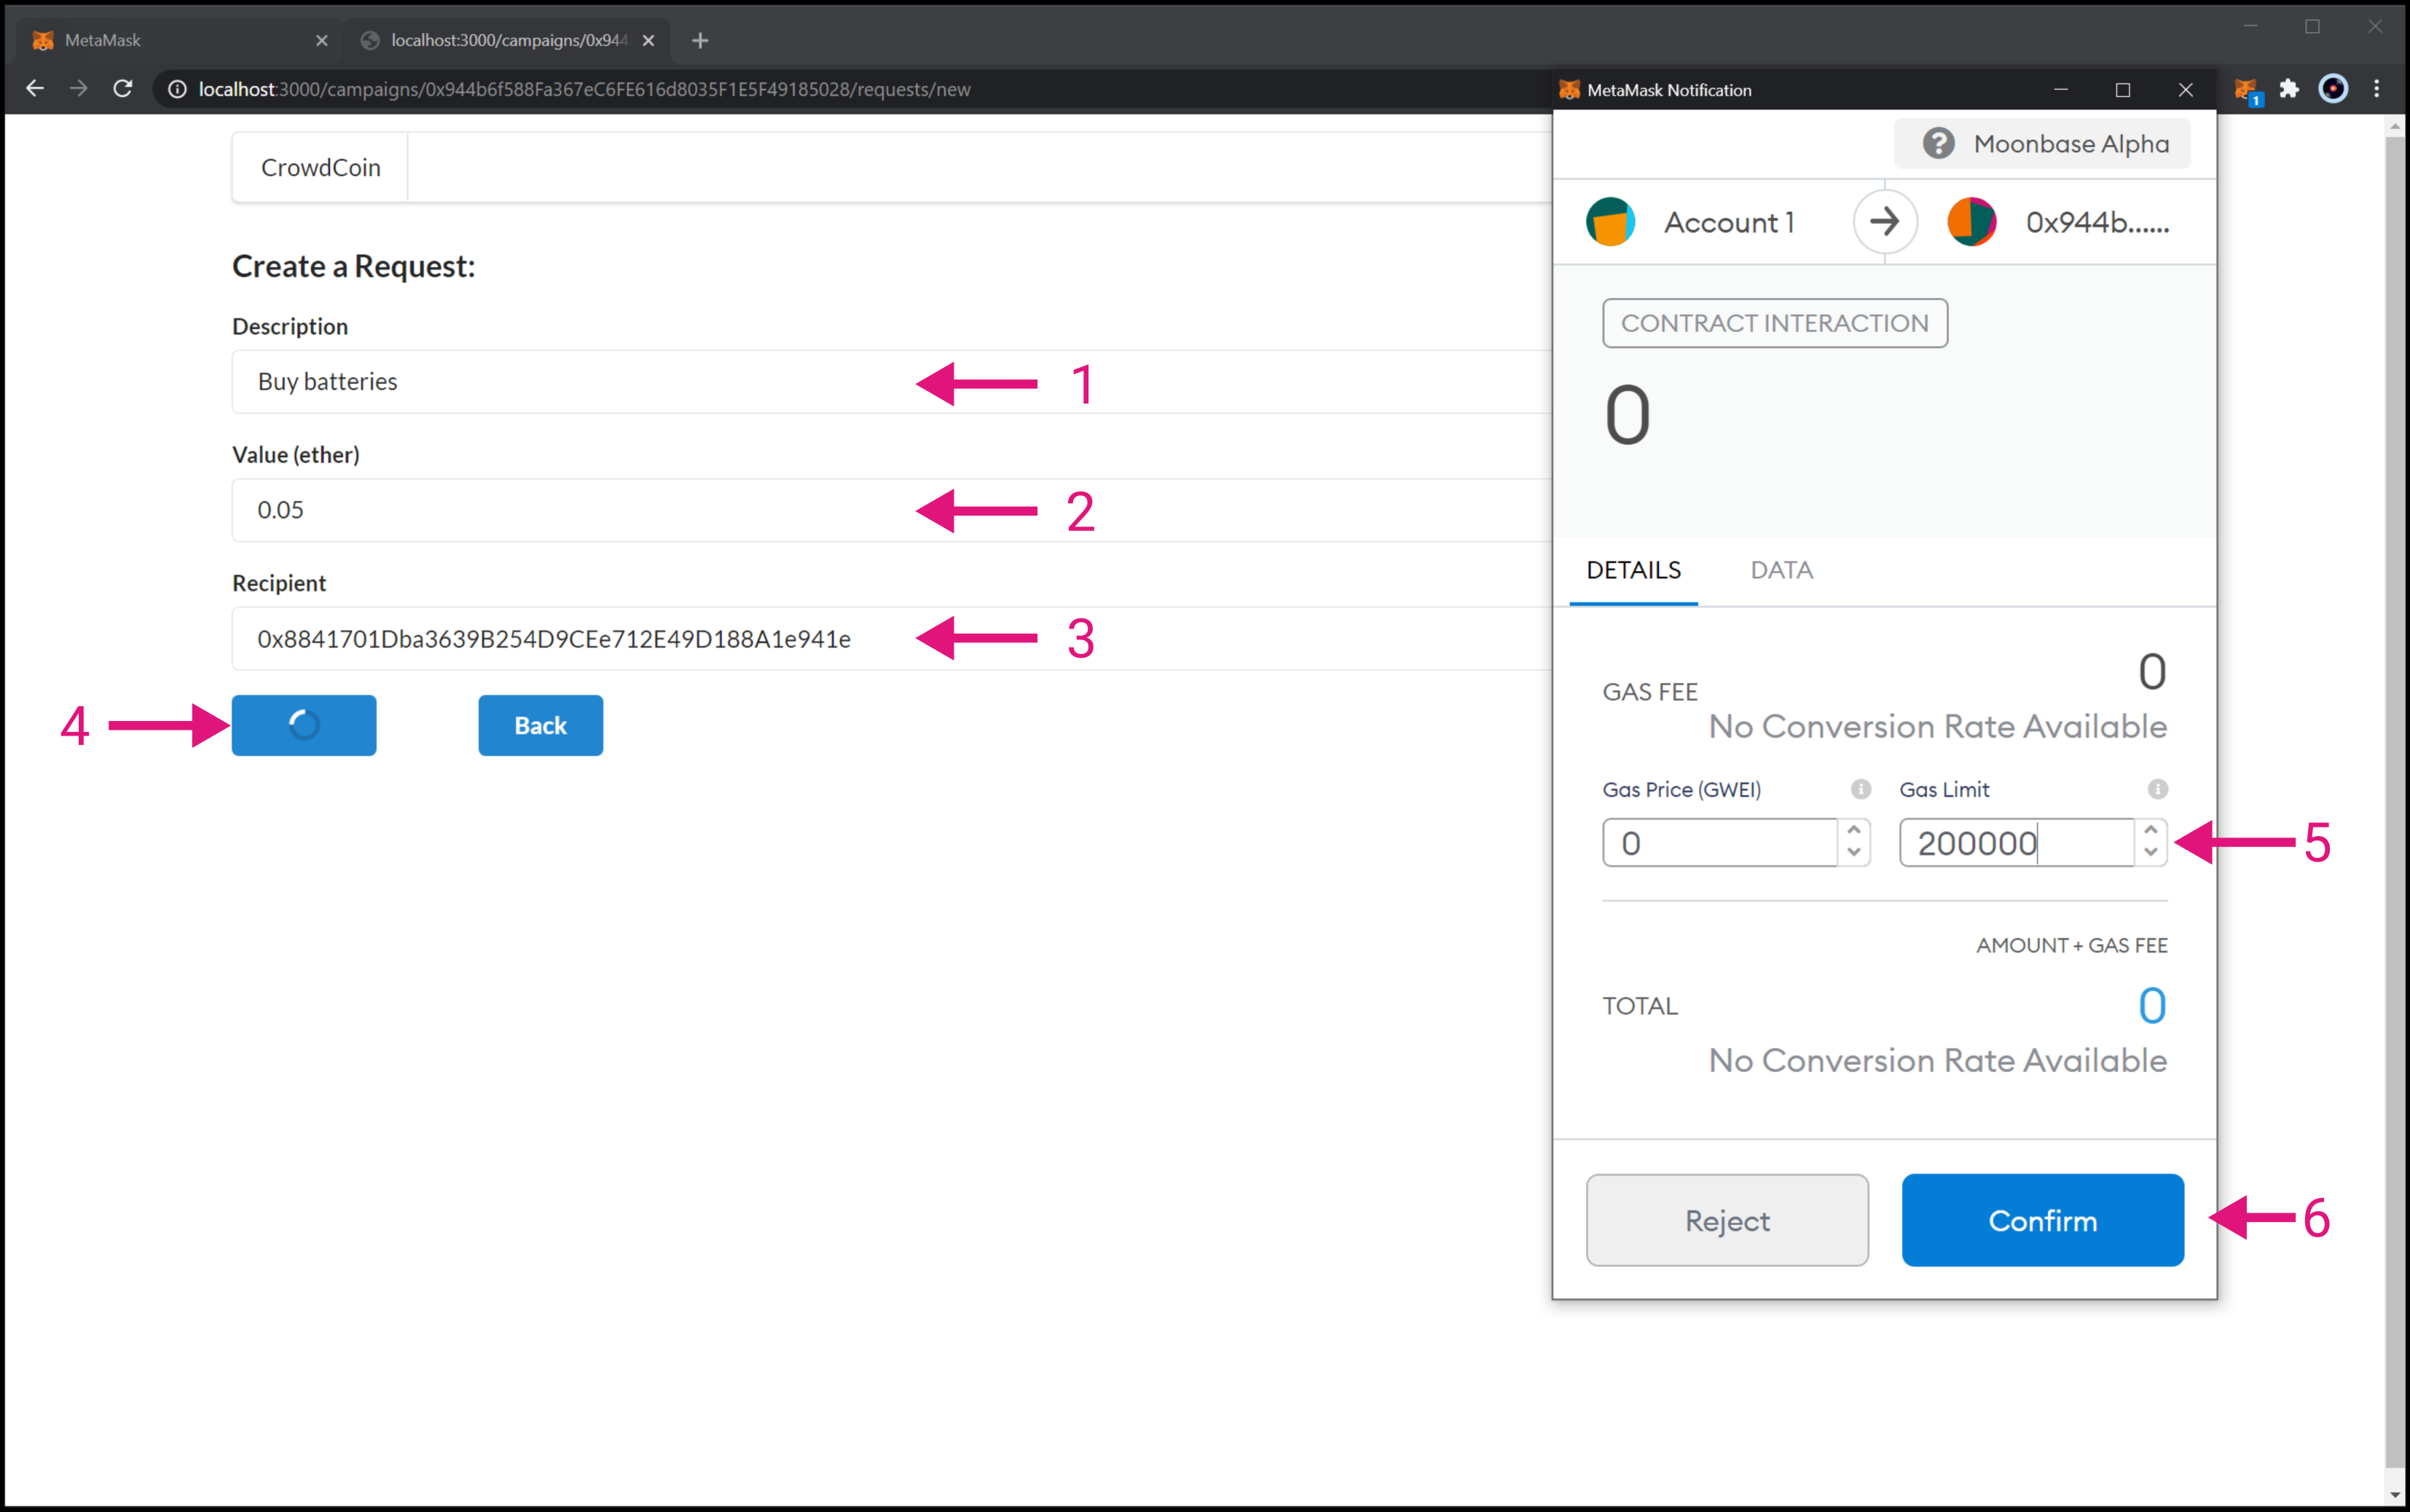 MetaMask
localhost:3000/campaigns/0x944
localhost:3000/campaigns/0x944b6f588Fa367eC6FE616d8035F1E5F49185028/requests/new
1
CrowdCoin
Create a Request:
Description
Buy batteries
1
Value (ether)
0.05
2
Recipient
0x8841701Dba3639B254D9CEe712E49D188A1e941e
3
4
Back
MetaMask Notification
Moonbase Alpha
Account 1
0x944b......
CONTRACT INTERACTION
0
DETAILS
DATA
GAS FEE
0
No Conversion Rate Available
Gas Price (GWEI)
Gas Limit
0
200000
5
AMOUNT + GAS FEE
TOTAL
0
No Conversion Rate Available
Reject
Confirm
6